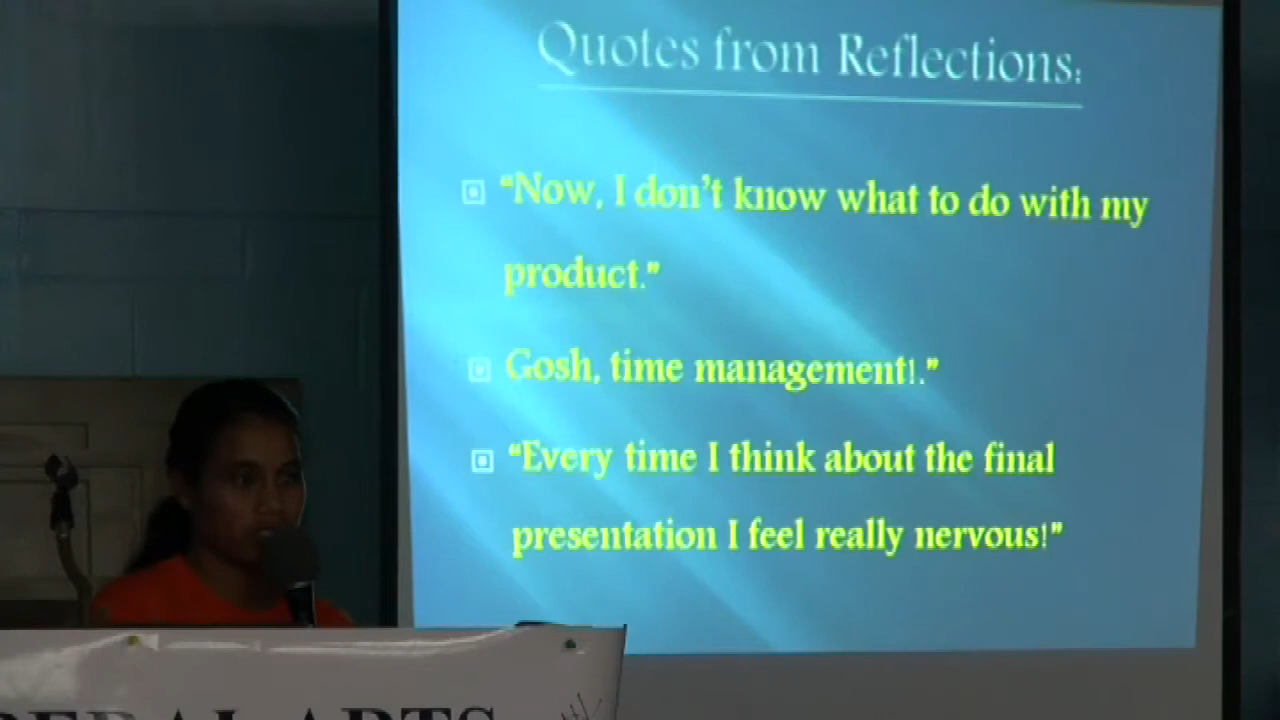 Quotes from Reflections:
“Now, I don’t know what to do with my
product.”
Gosh, time management!.”
“Every time I think about the final
presentation I feel really nervous!”
ARTS